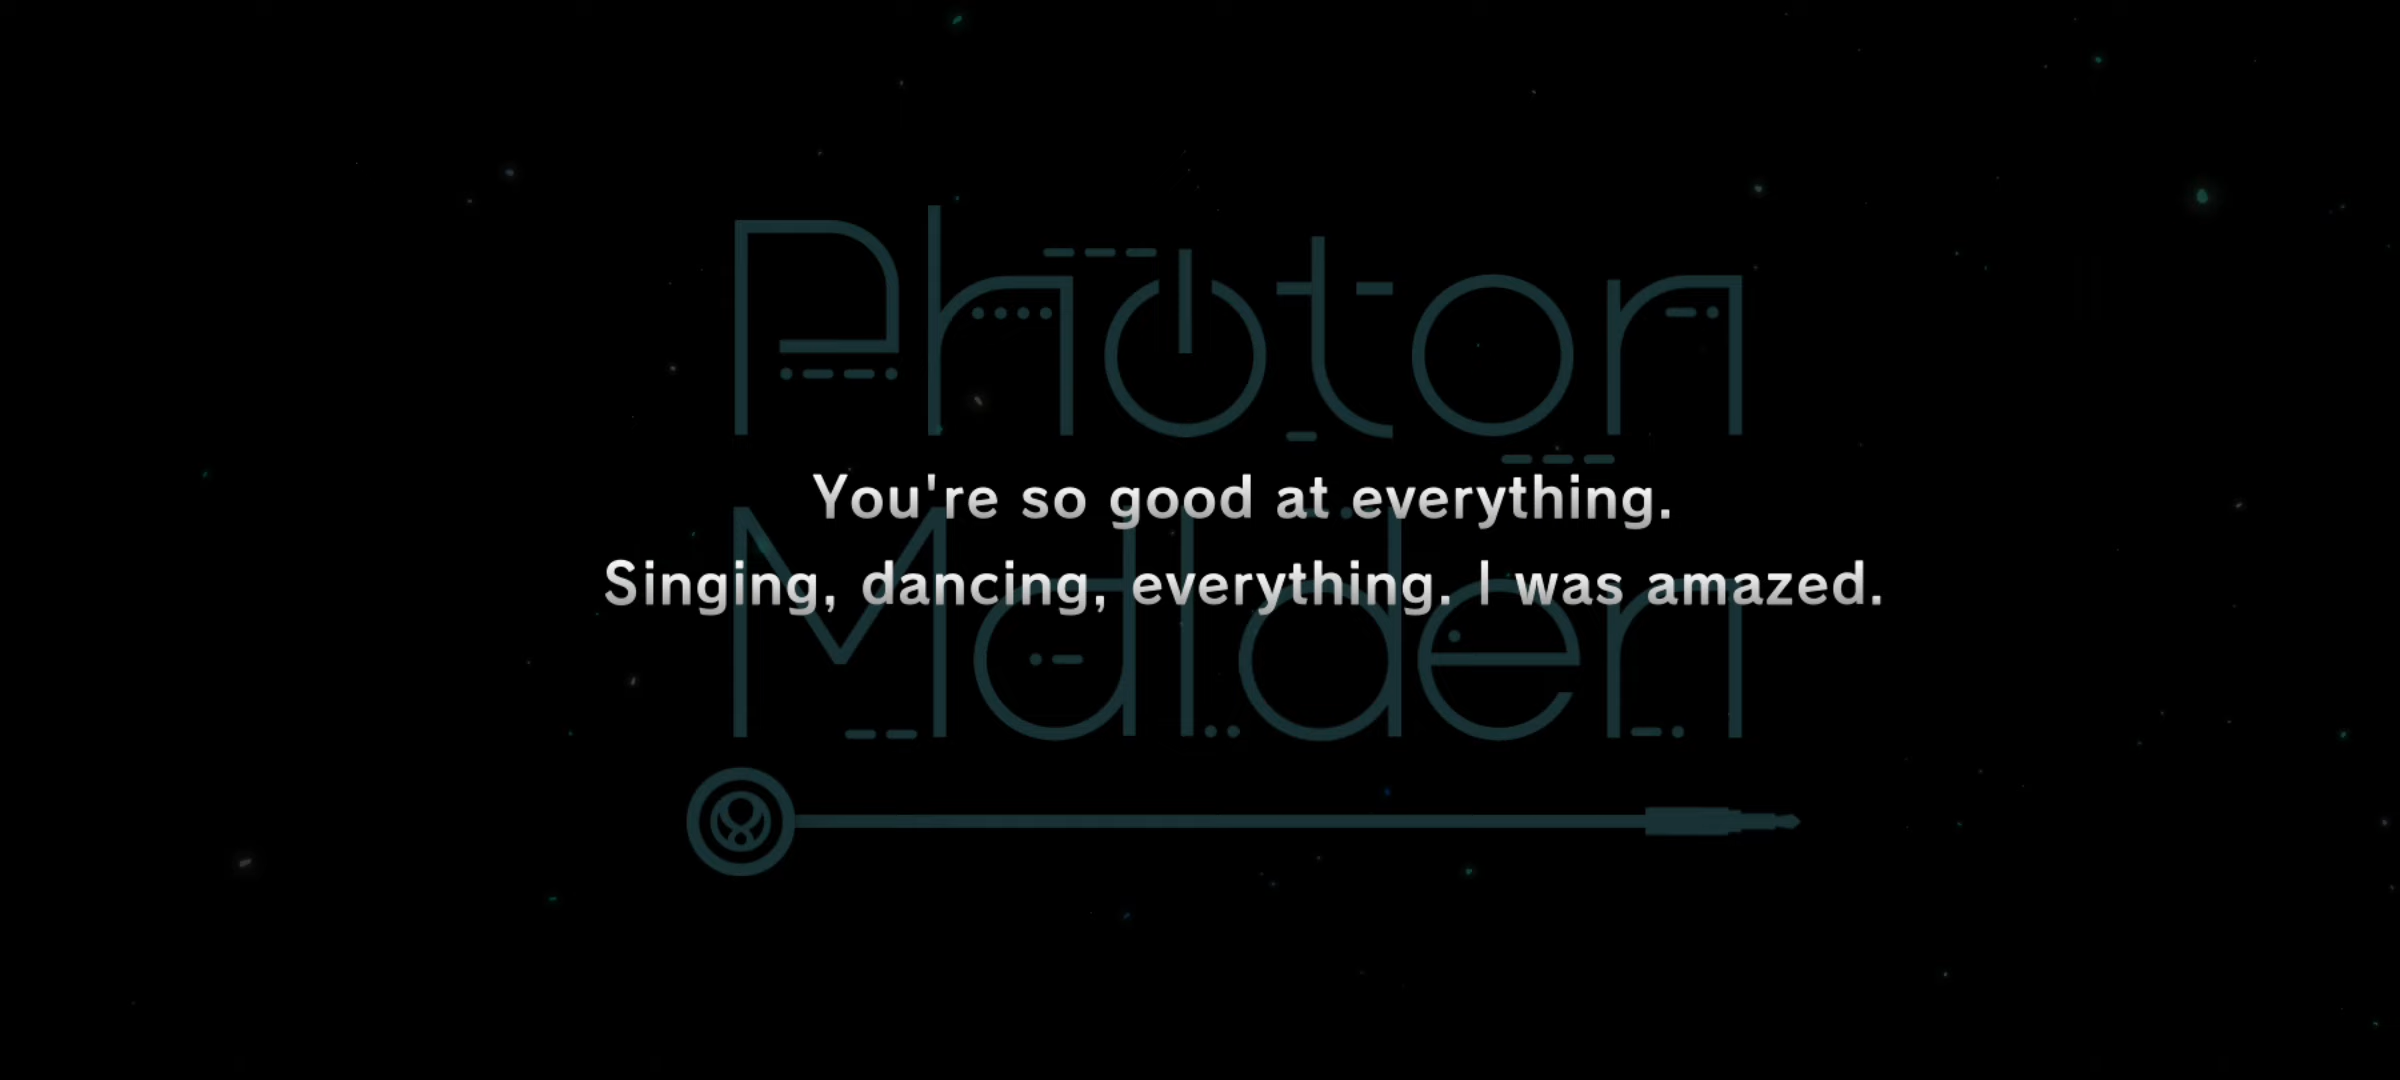 Photon
You're so good at everything.
Singing, dancing, everything. I was amazed.
Maiden